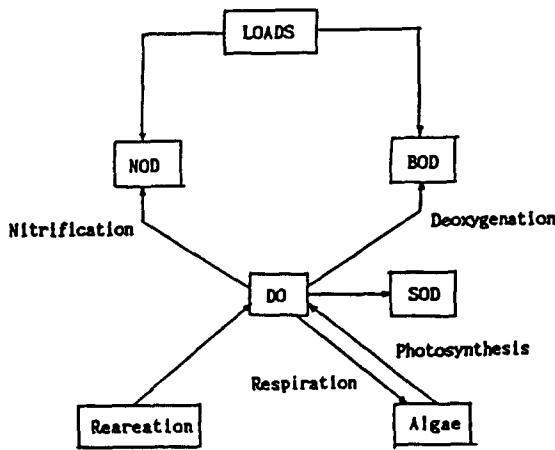 LOADS
NOD
BOD
Nitrification
Deoxygenation
DO
SOD
Photosynthesis
Respiration
Reareation
Algae